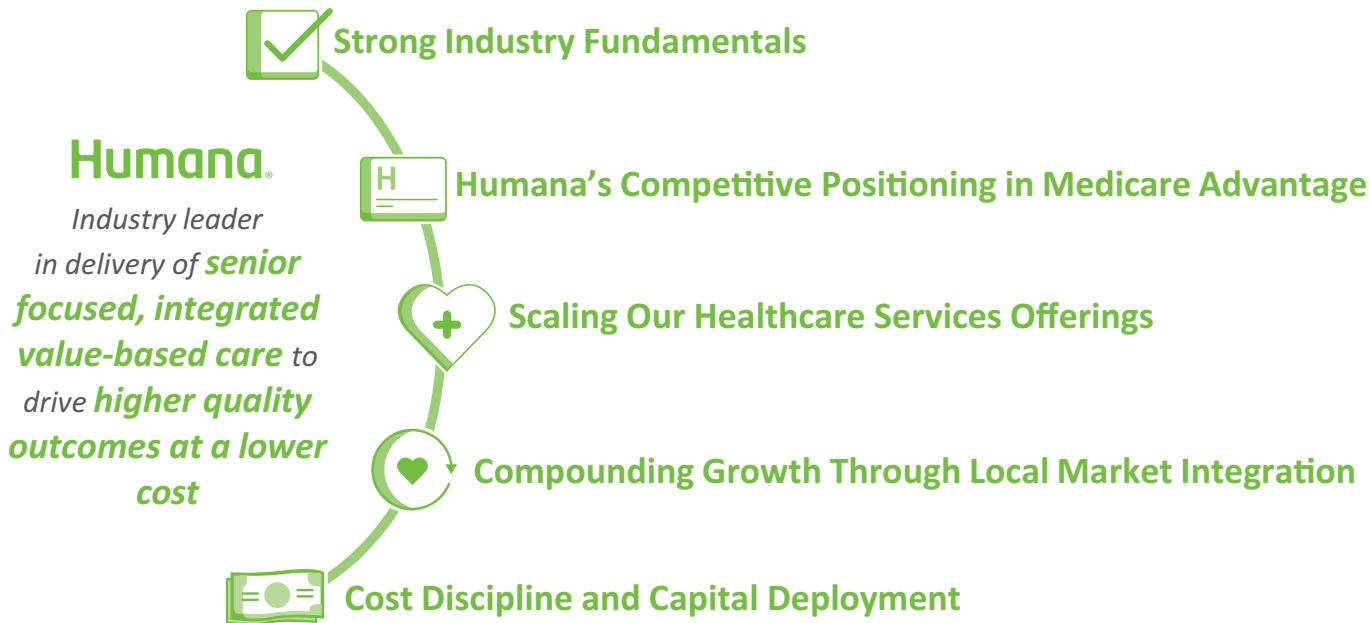 Strong Industry Fundamentals
Humana®
Industry leader
in delivery of senior
focused, integrated
value-based care to
drive higher quality
outcomes at a lower
cost
H
Humana's Competitive Positioning in Medicare Advantage
Scaling Our Healthcare Services Offerings
Compounding Growth Through Local Market Integration
Cost Discipline and Capital Deployment